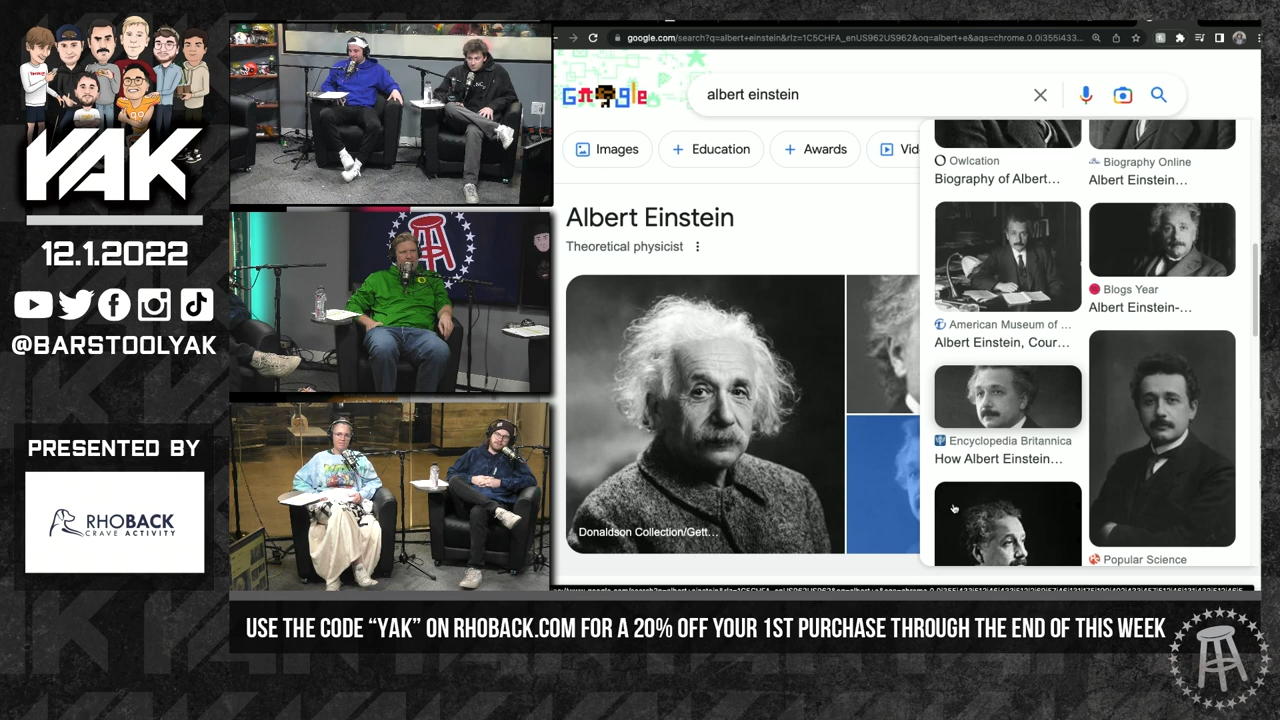 YAK
12.1.2022
@BARSTOOLYAK
PRESENTED BY
RHOBACK
CRAVE ACTIVITY
google.com/search?q=albert+einstein&rlz=1C5CHFA_enUS962US962&oq=albert+e&aqs=chrome.0.0i355i433...
albert einstein
Images
Education
Awards
Vid
Albert Einstein
Theoretical physicist
Donaldson Collection/Gett...
Owlcation
Biography of Albert...
Biography Online
Albert Einstein...
American Museum of ...
Albert Einstein, Cour...
Blogs Year
Albert Einstein-...
Encyclopedia Britannica
How Albert Einstein...
Popular Science
USE THE CODE “YAK” ON RHOBACK.COM FOR A 20% OFF YOUR 1ST PURCHASE THROUGH THE END OF THIS WEEK